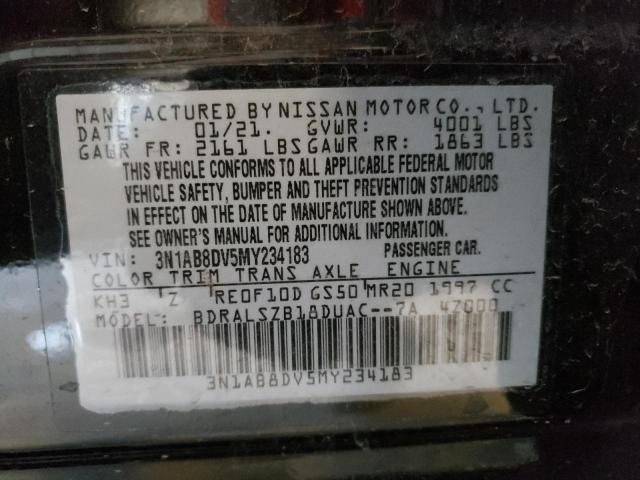 MANUFACTURED BY NISSAN MOTOR CO., LTD.
DATE: 01/21. GVWR: 4001 LBS
GAWR FR: 2161 LBS GAWR RR: 1863 LBS
THIS VEHICLE CONFORMS TO ALL APPLICABLE FEDERAL MOTOR
VEHICLE SAFETY, BUMPER AND THEFT PREVENTION STANDARDS
IN EFFECT ON THE DATE OF MANUFACTURE SHOWN ABOVE.
SEE OWNER'S MANUAL FOR ADDITIONAL INFORMATION.
VIN: 3N1AB8DV5MY234183 PASSENGER CAR.
COLOR TRIM TRANS AXLE ENGINE
KH3 Z RE0F10D GS50 MR20 1997 CC
MODEL: BDRALSZB18DUAC--7A 4Z000
3N1AB8DV5MY234183